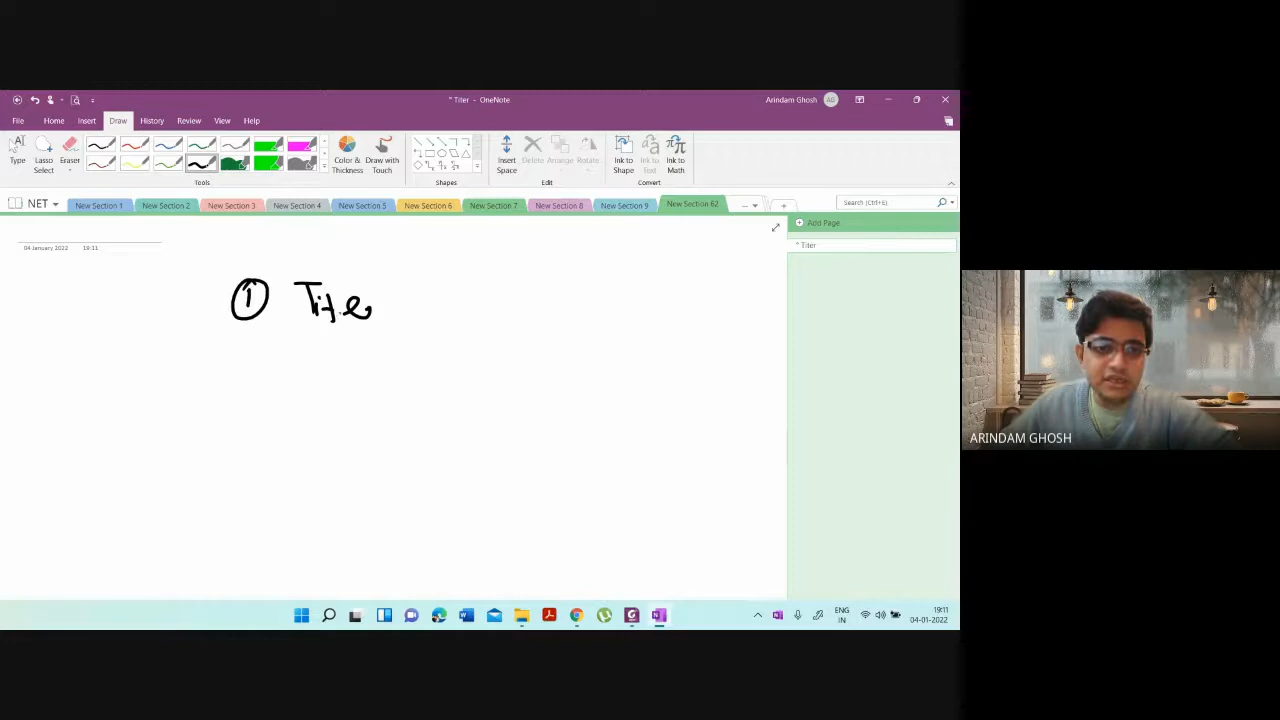 " Titer - OneNote
Arindam Ghosh AG
File Home Insert Draw History Review View Help
Type Lasso Select Eraser Color & Thickness Draw with Touch Insert Space Delete Arrange Rotate Ink to Shape Ink to Text Ink to Math
Tools Shapes Edit Convert
NET New Section 1 New Section 2 New Section 3 New Section 4 New Section 5 New Section 6 New Section 7 New Section 8 New Section 9 New Section 62 Search (Ctrl+E)
Add Page
04 January 2022 19:11
" Titer
① Tite
ARINDAM GHOSH
ENG IN
19:11
04-01-2022